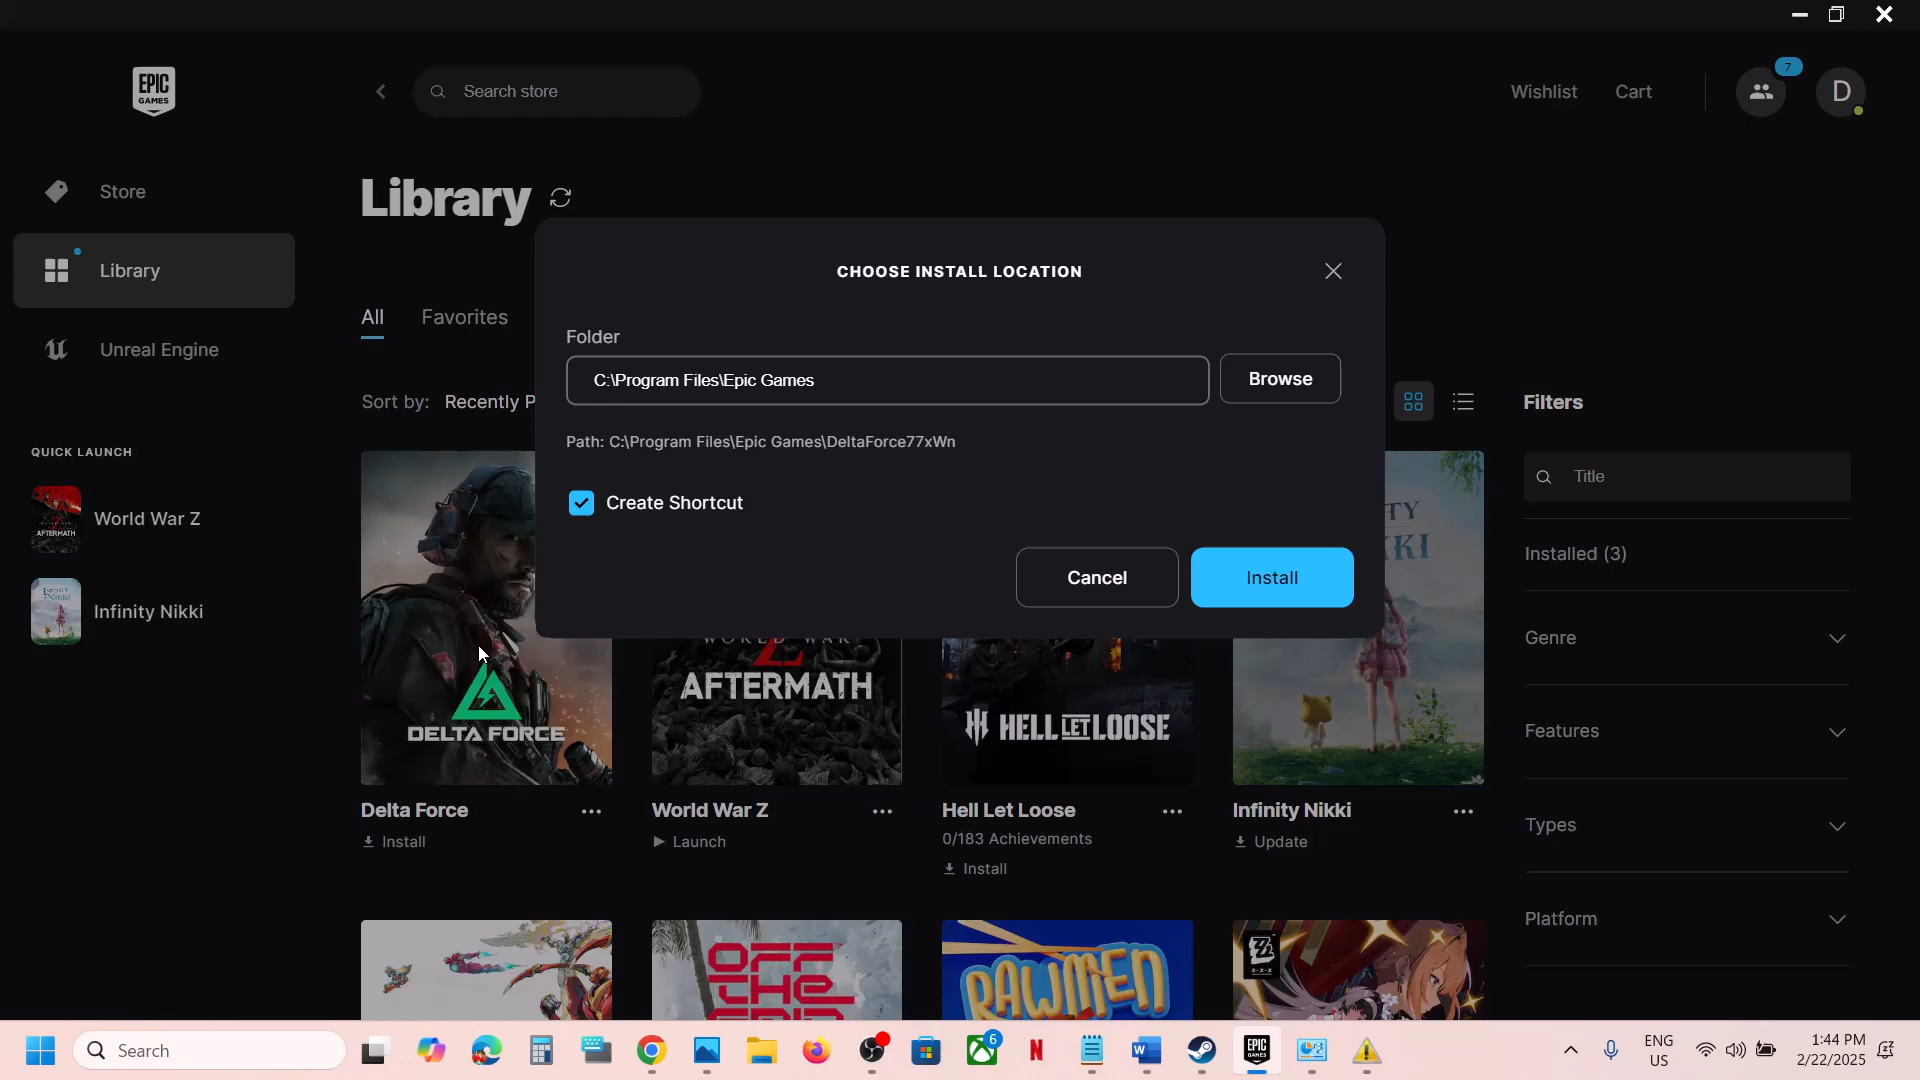 EPIC
GAMES
Search store
Wishlist
Cart
7
D
Store
Library
Unreal Engine
QUICK LAUNCH
World War Z
Infinity Nikki
Library
All
Favorites
Sort by: Recently P
CHOOSE INSTALL LOCATION
Folder
C:\Program Files\Epic Games
Browse
Path: C:\Program Files\Epic Games\DeltaForce77xWn
Create Shortcut
Cancel
Install
DELTA FORCE
AFTERMATH
HELL LET LOOSE
Delta Force
Install
World War Z
Launch
Hell Let Loose
0/183 Achievements
Install
Infinity Nikki
Update
OFF
THE
RAWMEN
Filters
Title
Installed (3)
Genre
Features
Types
Platform
Search
6
ENG
US
1:44 PM
2/22/2025